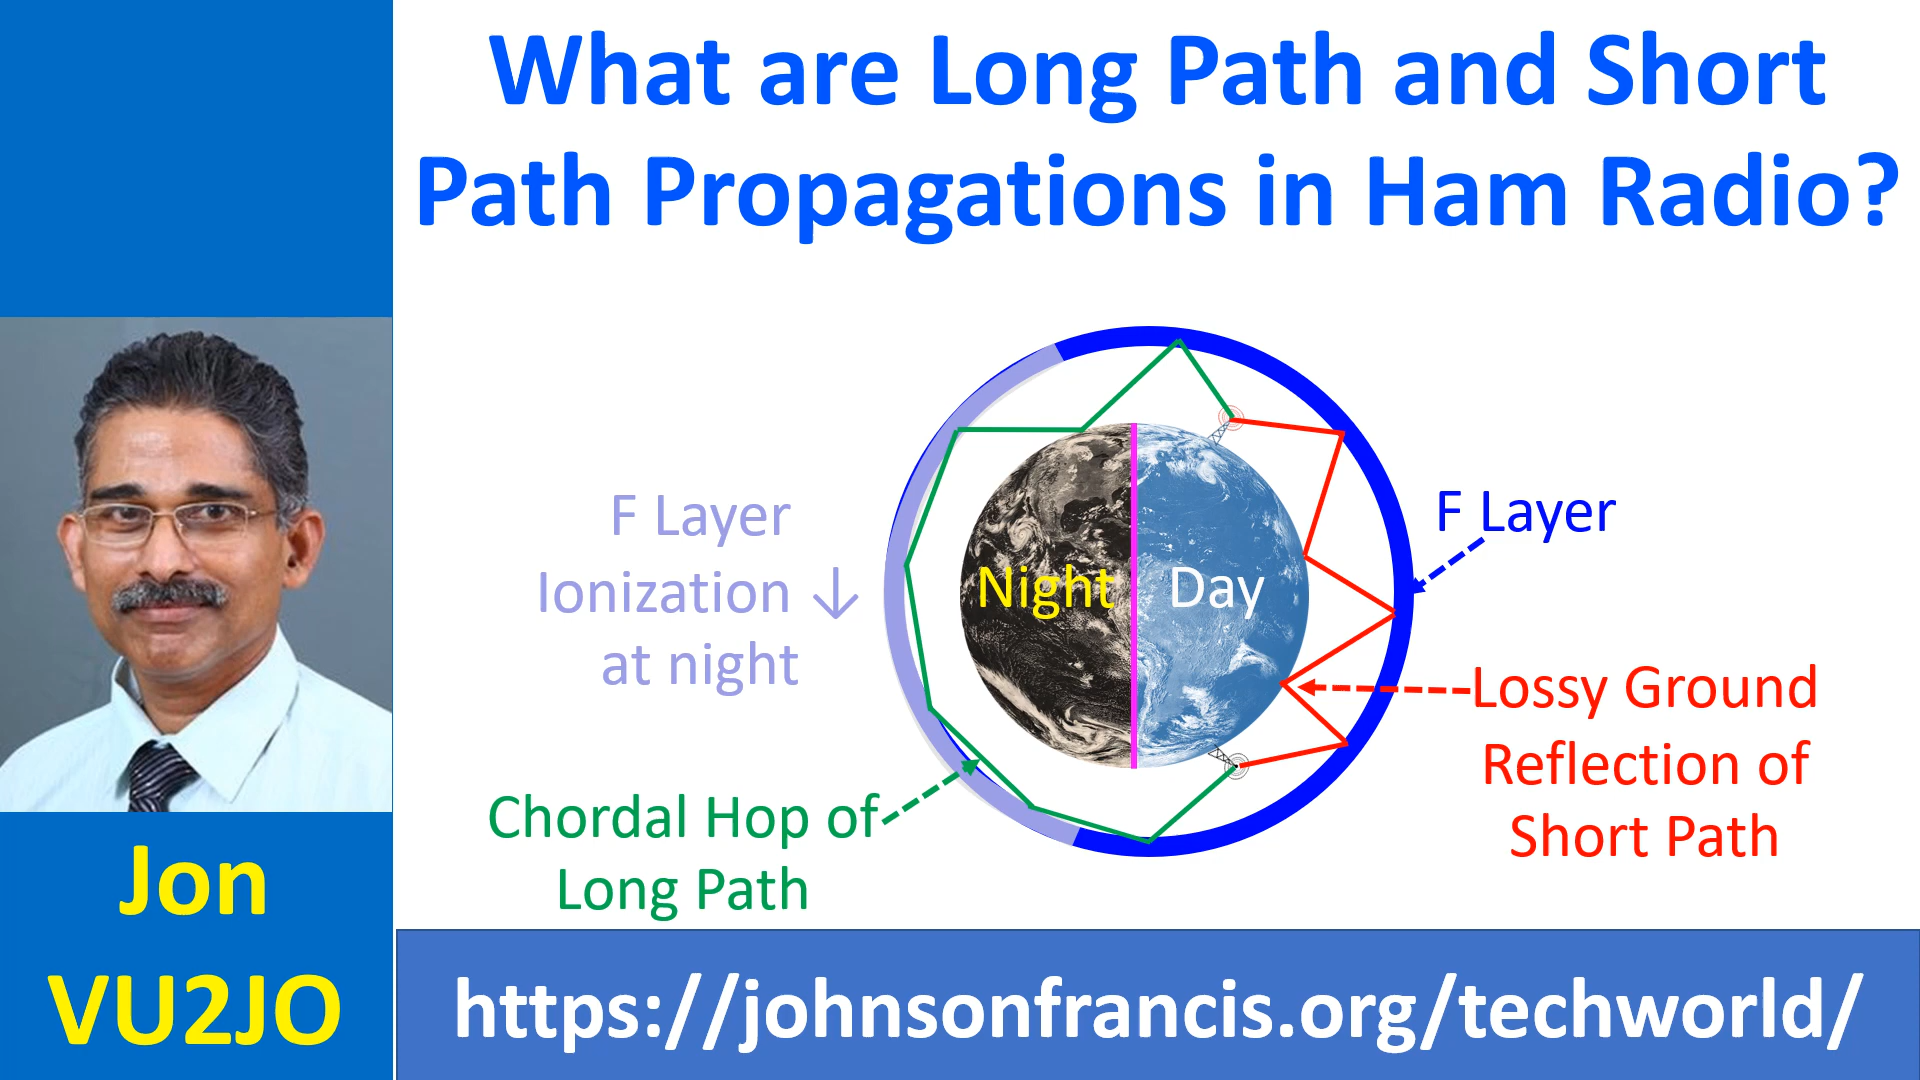 What are Long Path and Short
Path Propagations in Ham Radio?
F Layer
Ionization ↓
at night
Night
Day
F Layer
Lossy Ground
Reflection of
Short Path
Chordal Hop of
Long Path
Jon
VU2JO
https://johnsonfrancis.org/techworld/